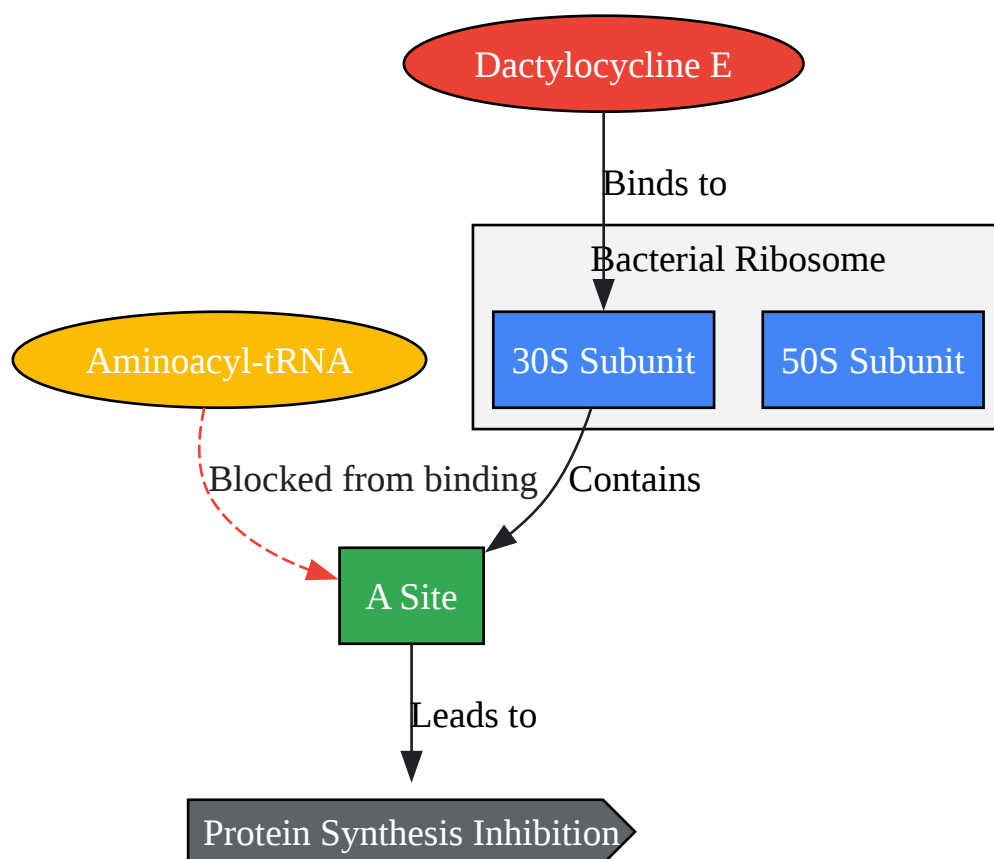 Dactylocycline E
Binds to
Bacterial Ribosome
Aminoacyl-tRNA
30S Subunit
50S Subunit
Blocked from binding
Contains
A Site
Leads to
Protein Synthesis Inhibition